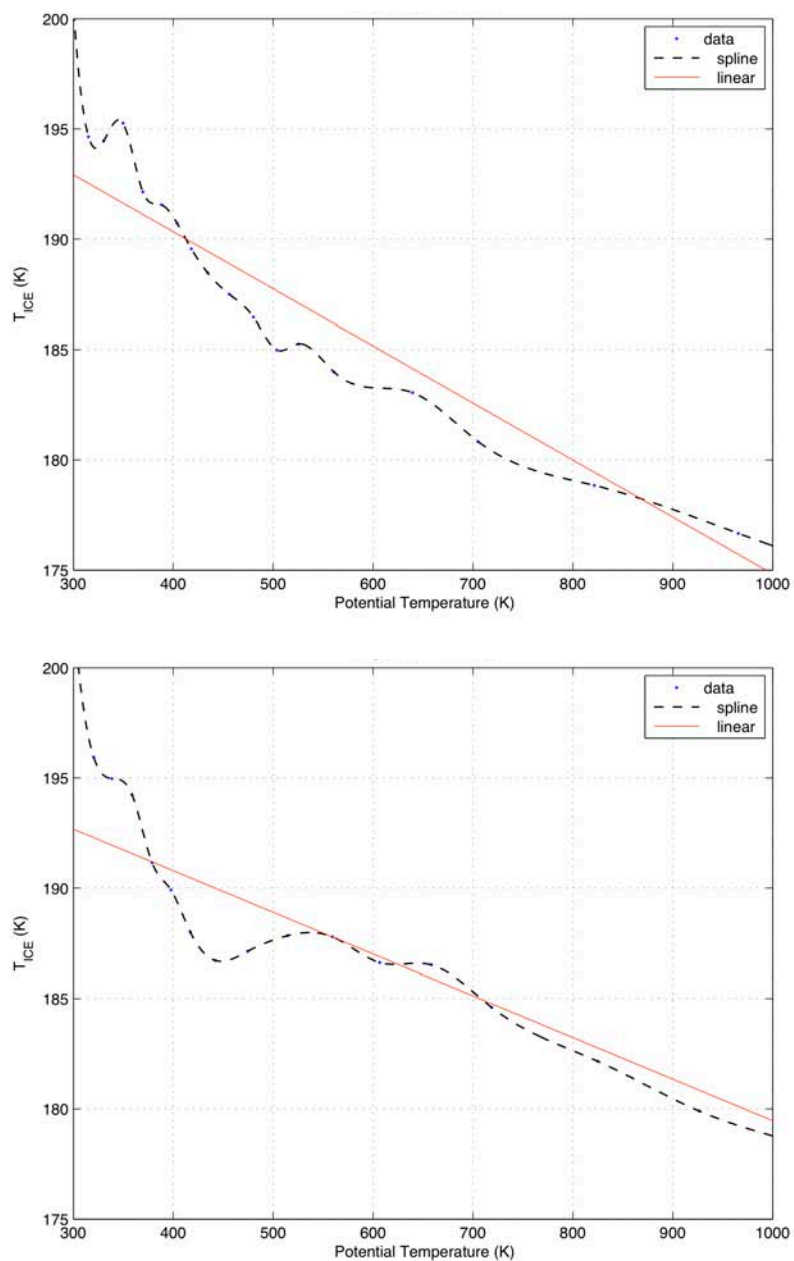 200
195
190
185
180
175
T_ICE (K)
data
spline
linear
300 400 500 600 700 800 900 1000
Potential Temperature (K)
200
195
190
185
180
175
T_ICE (K)
data
spline
linear
300 400 500 600 700 800 900 1000
Potential Temperature (K)